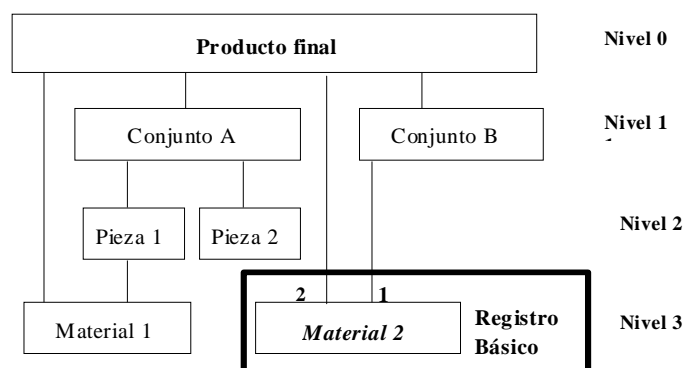 Producto final
Nivel 0
Conjunto A
Conjunto B
Nivel 1
Pieza 1
Pieza 2
Nivel 2
2
1
Material 1
Material 2
Registro
Básico
Nivel 3